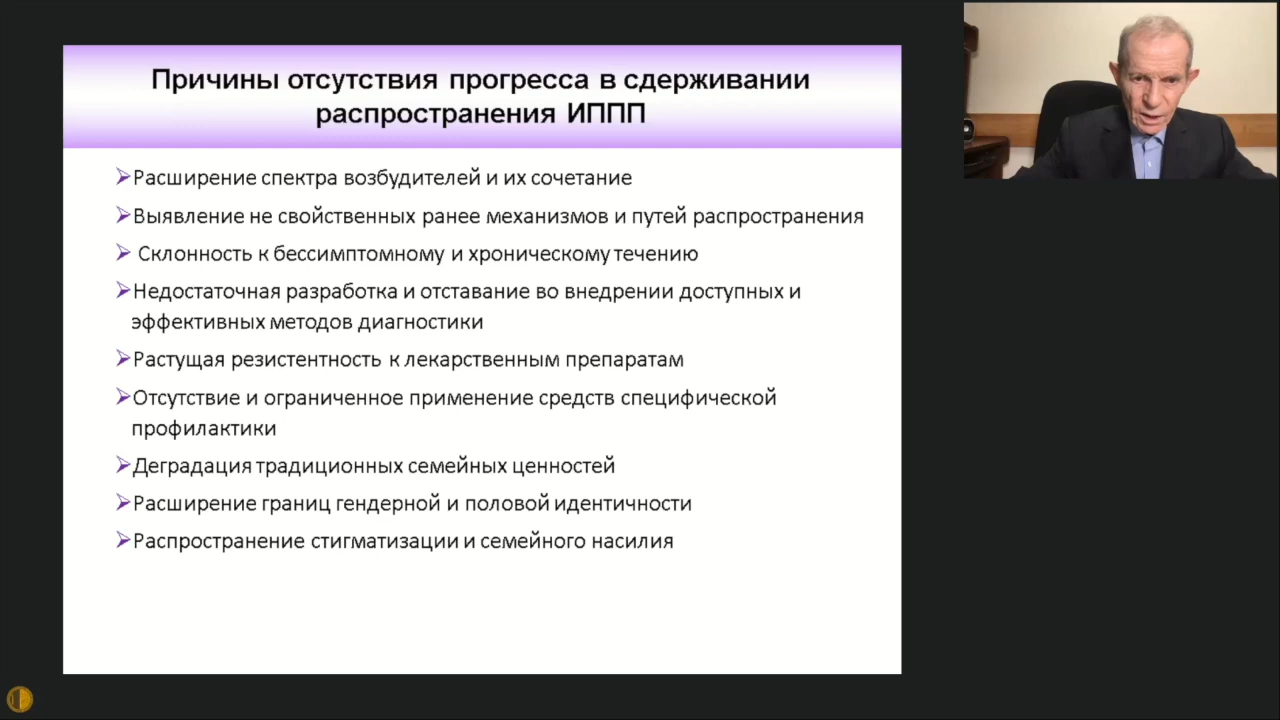 Причины отсутствия прогресса в сдерживании
распространения ИППП
Расширение спектра возбудителей и их сочетание
Выявление не свойственных ранее механизмов и путей распространения
Склонность к бессимптомному и хроническому течению
Недостаточная разработка и отставание во внедрении доступных и
эффективных методов диагностики
Растущая резистентность к лекарственным препаратам
Отсутствие и ограниченное применение средств специфической
профилактики
Деградация традиционных семейных ценностей
Расширение границ гендерной и половой идентичности
Распространение стигматизации и семейного насилия